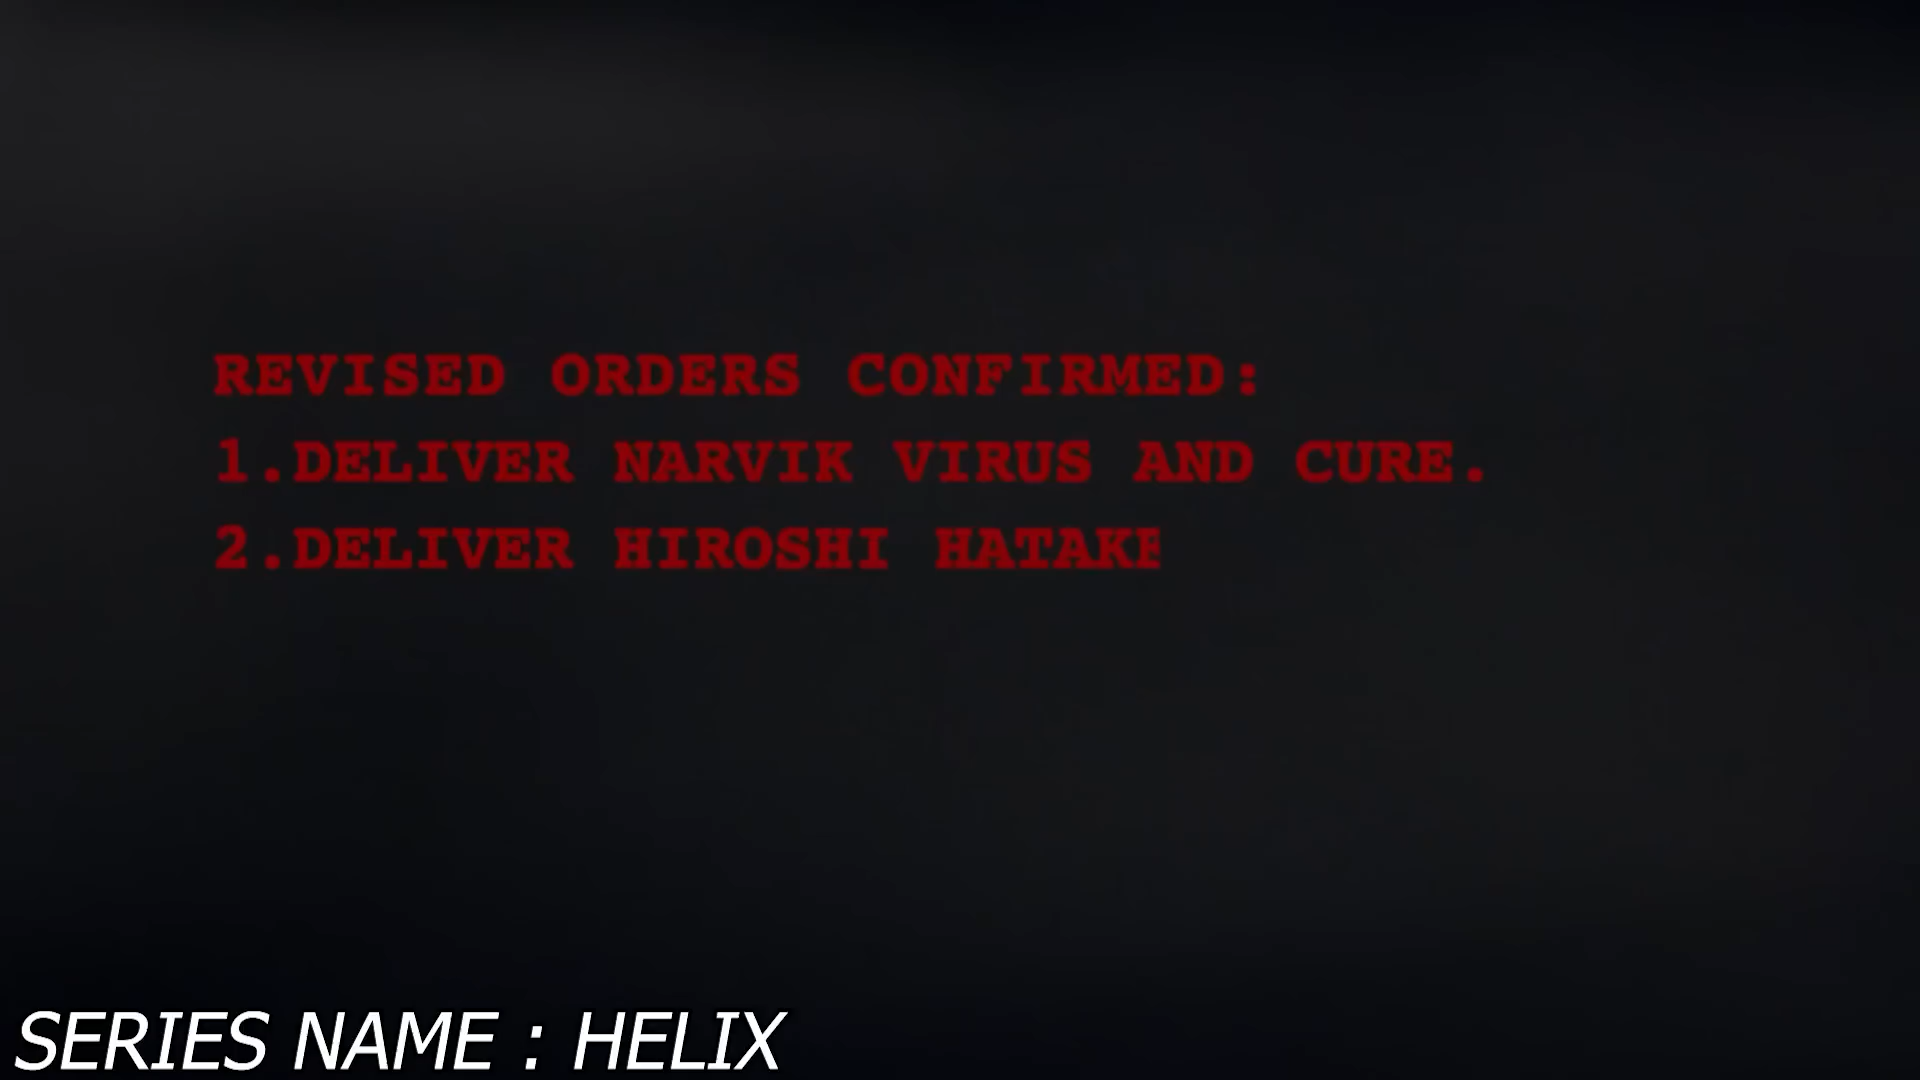 REVISED ORDERS CONFIRMED:
1.DELIVER NARVIK VIRUS AND CURE.
2.DELIVER HIROSHI HATAKE
SERIES NAME : HELIX